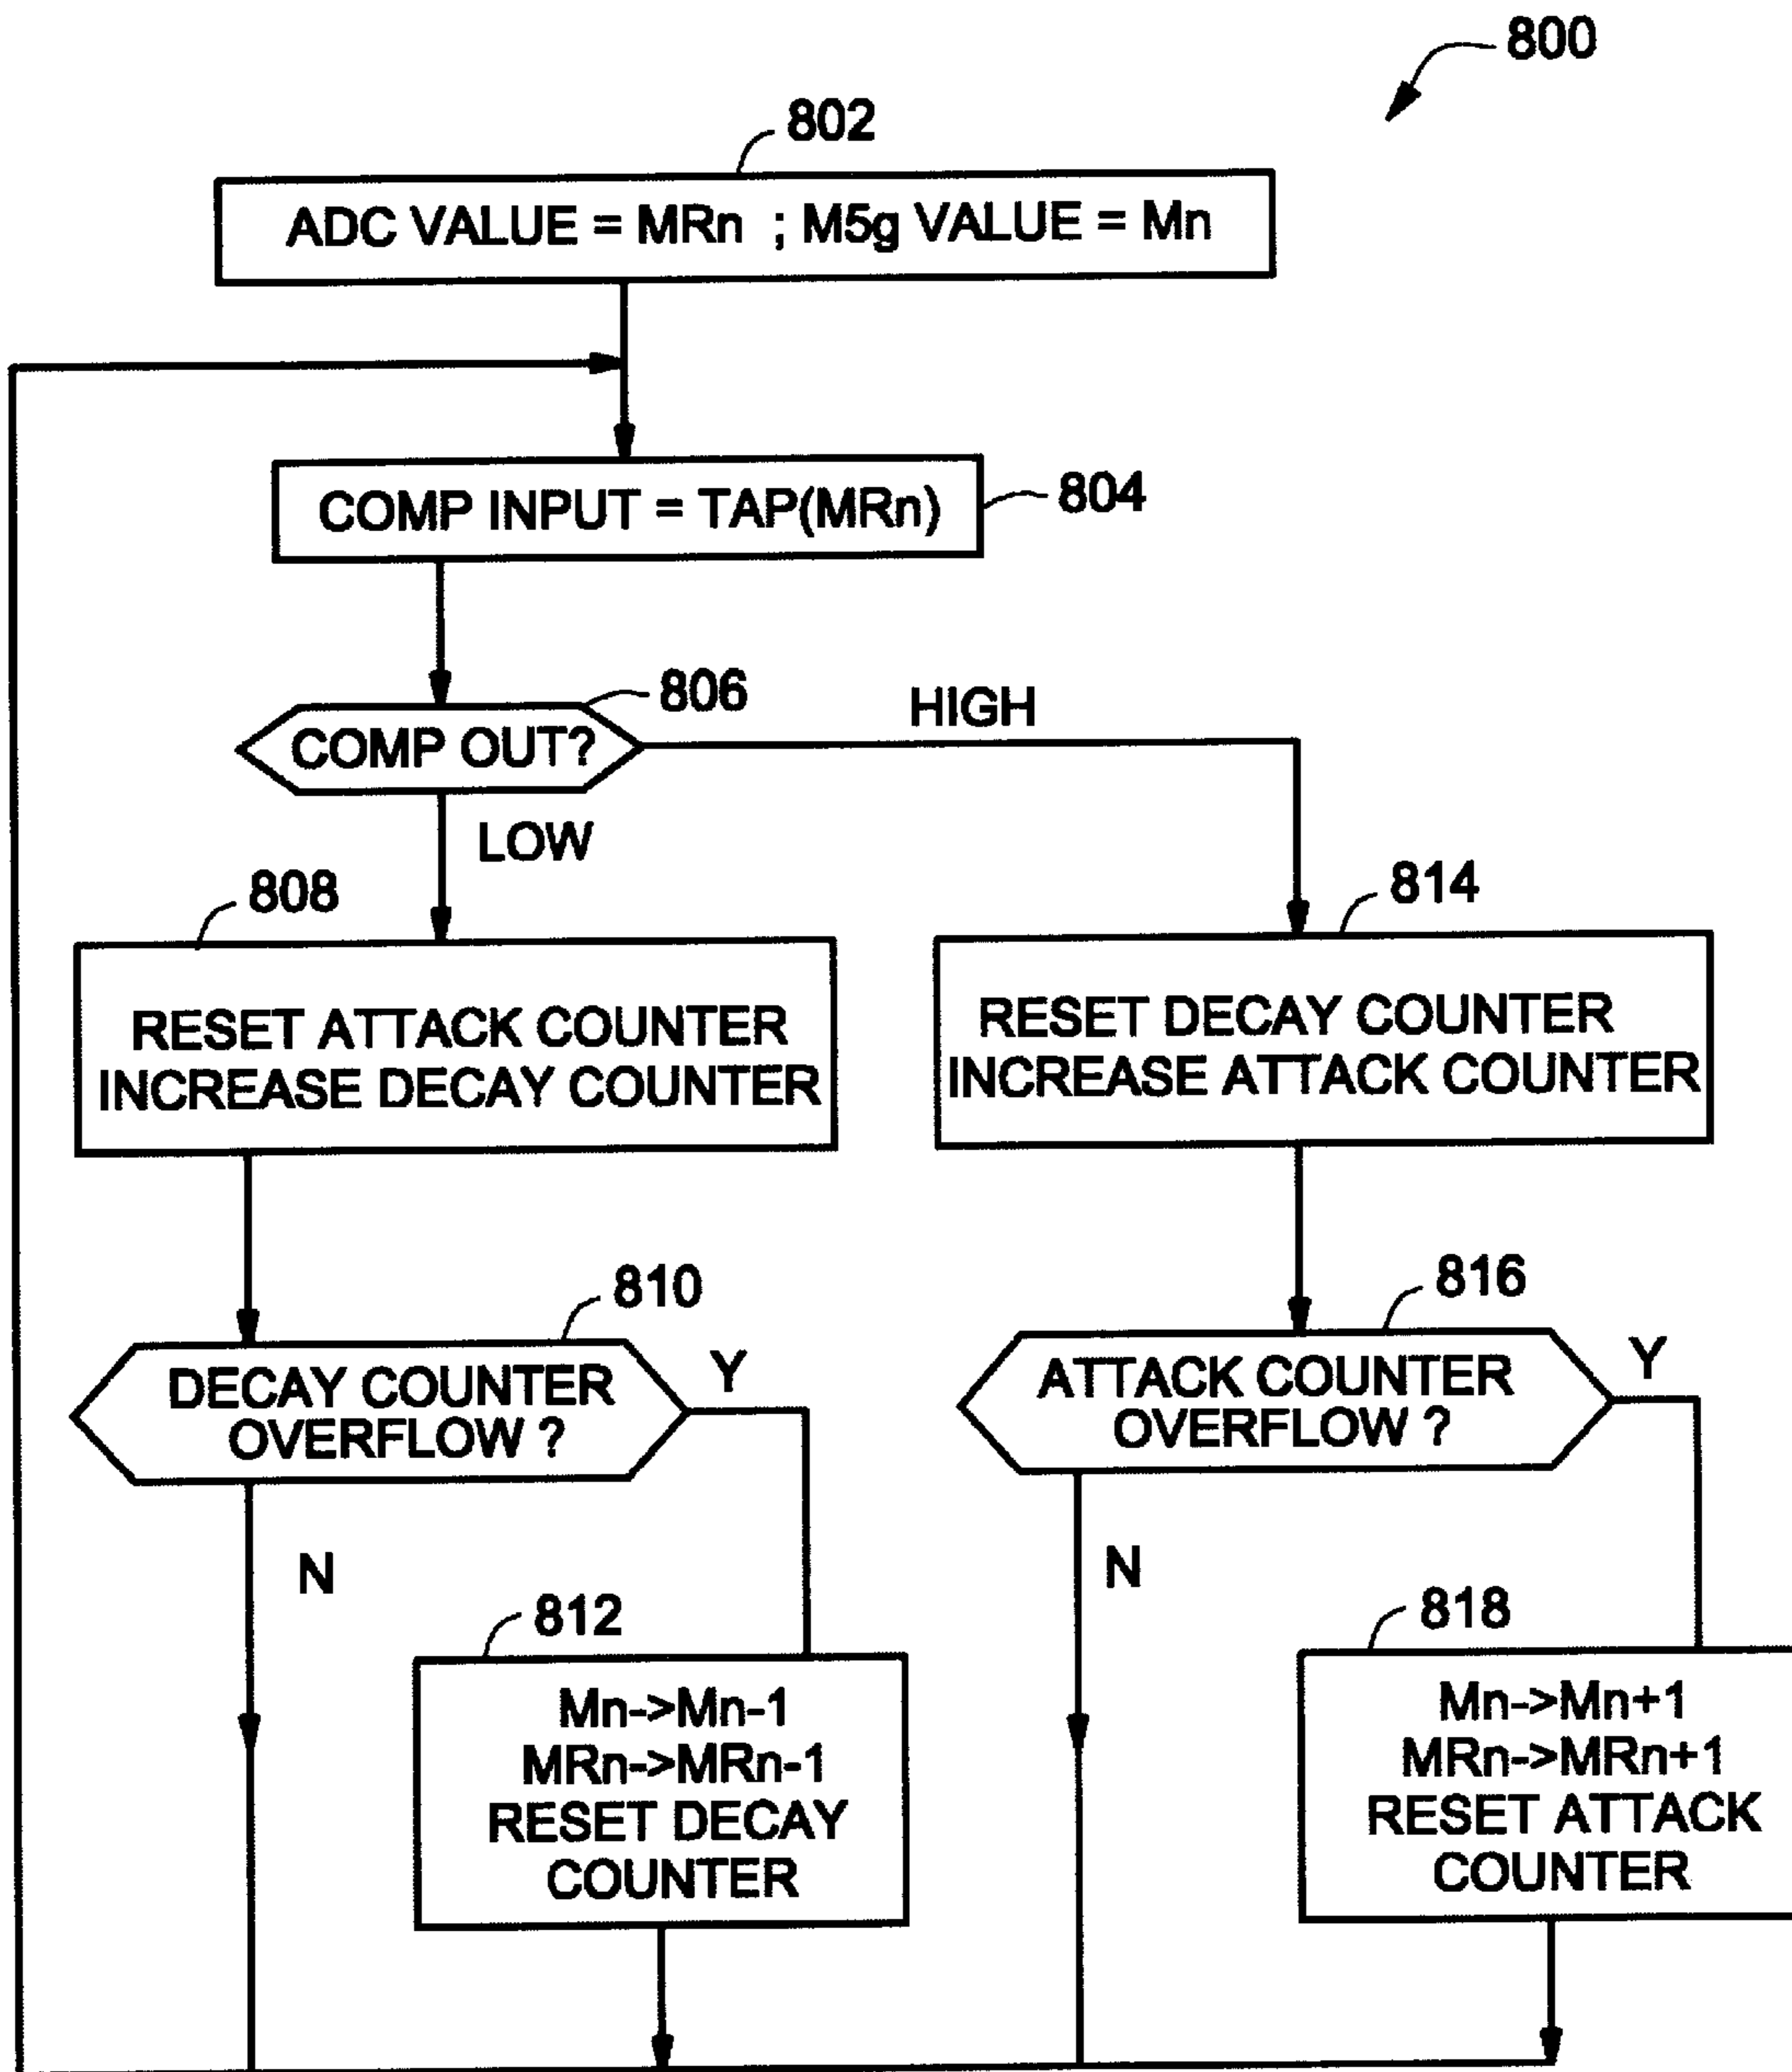 800
802
ADC VALUE = MRn ; M5g VALUE = Mn
COMP INPUT = TAP(MRn)
804
806
COMP OUT?
HIGH
LOW
808
RESET ATTACK COUNTER
INCREASE DECAY COUNTER
814
RESET DECAY COUNTER
INCREASE ATTACK COUNTER
810
DECAY COUNTER
OVERFLOW ?
Y
N
816
ATTACK COUNTER
OVERFLOW ?
Y
N
812
Mn->Mn-1
MRn->MRn-1
RESET DECAY
COUNTER
818
Mn->Mn+1
MRn->MRn+1
RESET ATTACK
COUNTER